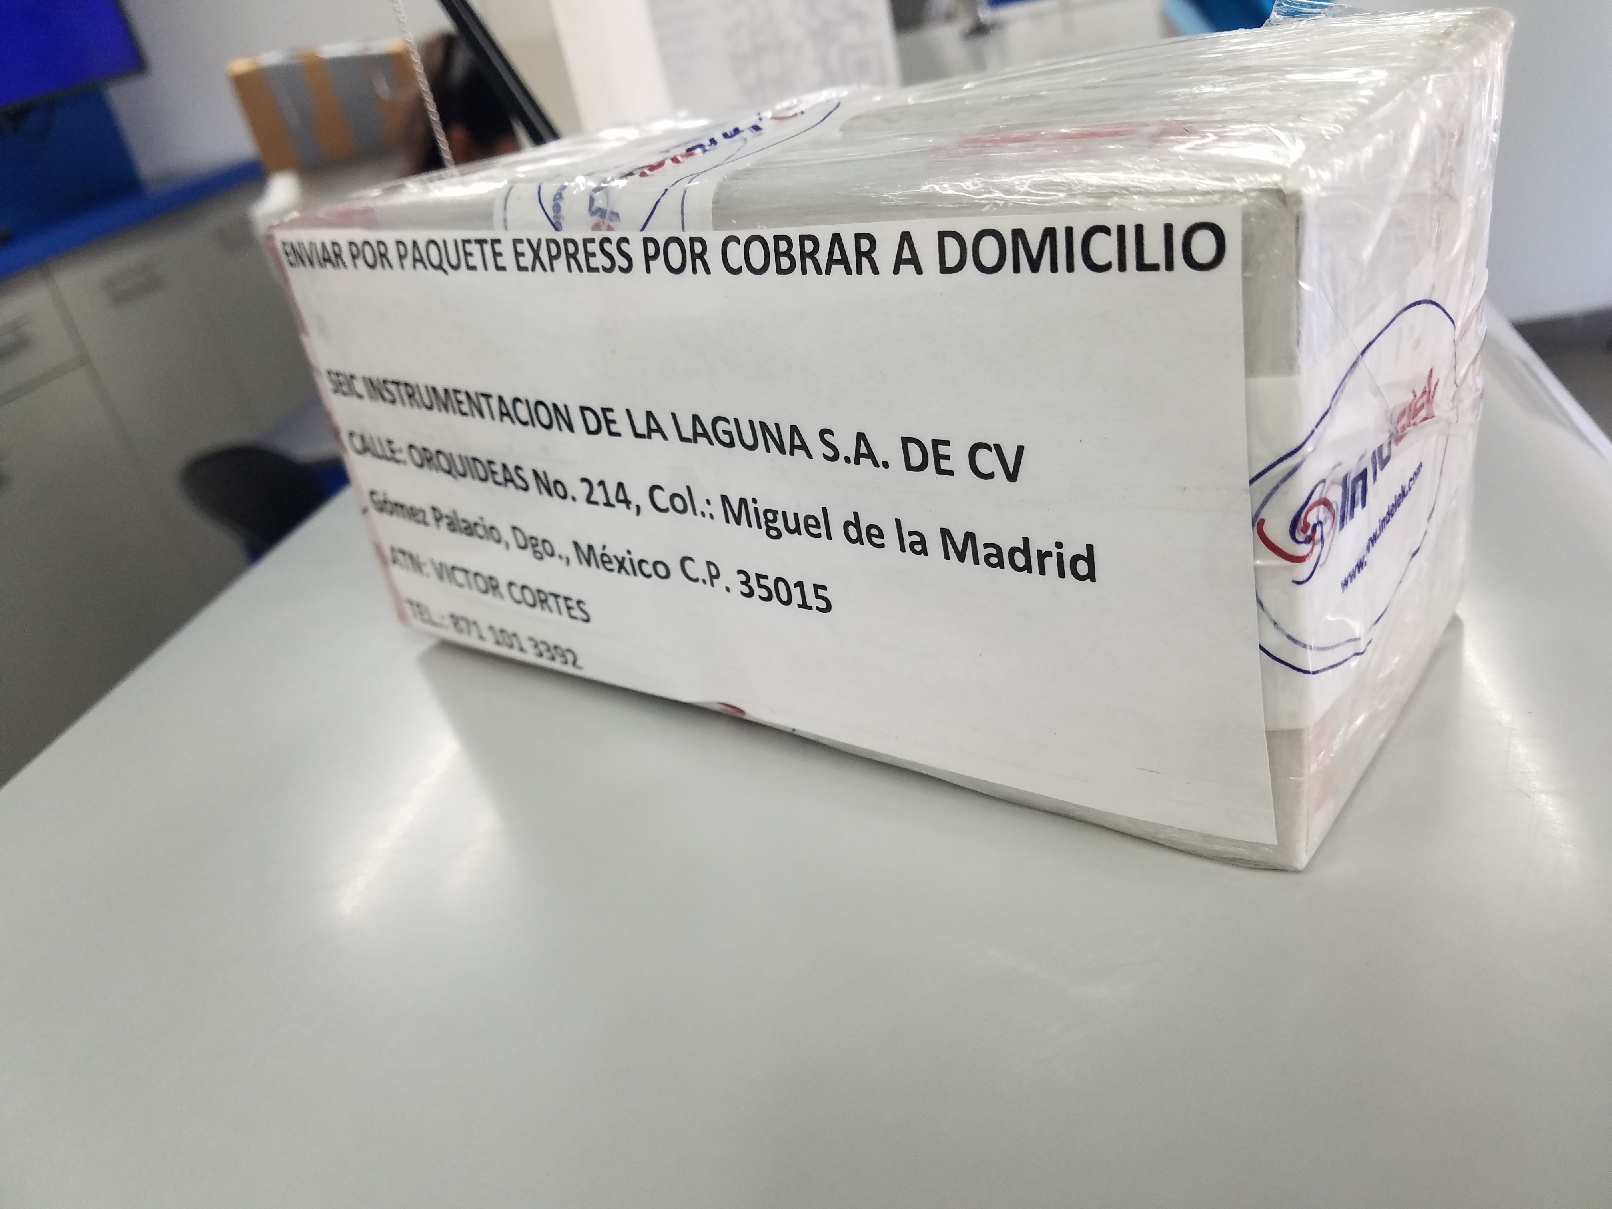 ENVIAR POR PAQUETE EXPRESS POR COBRAR A DOMICILIO
SEIC INSTRUMENTACION DE LA LAGUNA S.A. DE CV
CALLE: ORQUIDEAS No. 214, Col.: Miguel de la Madrid
Gómez Palacio, Dgo., México C.P. 35015
ATN: VICTOR CORTES
TEL.: 871 101 3392